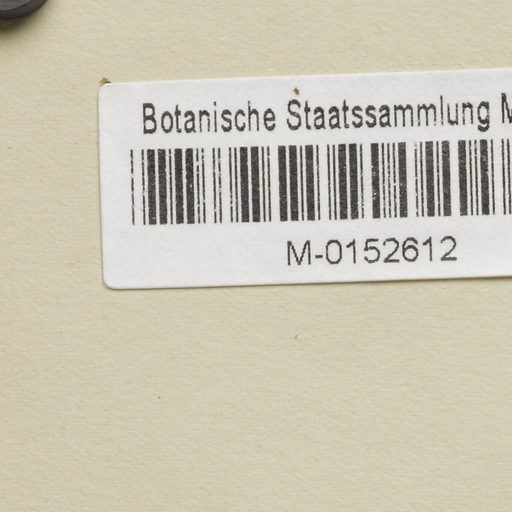 Botanische Staatssammlung M
M-0152612